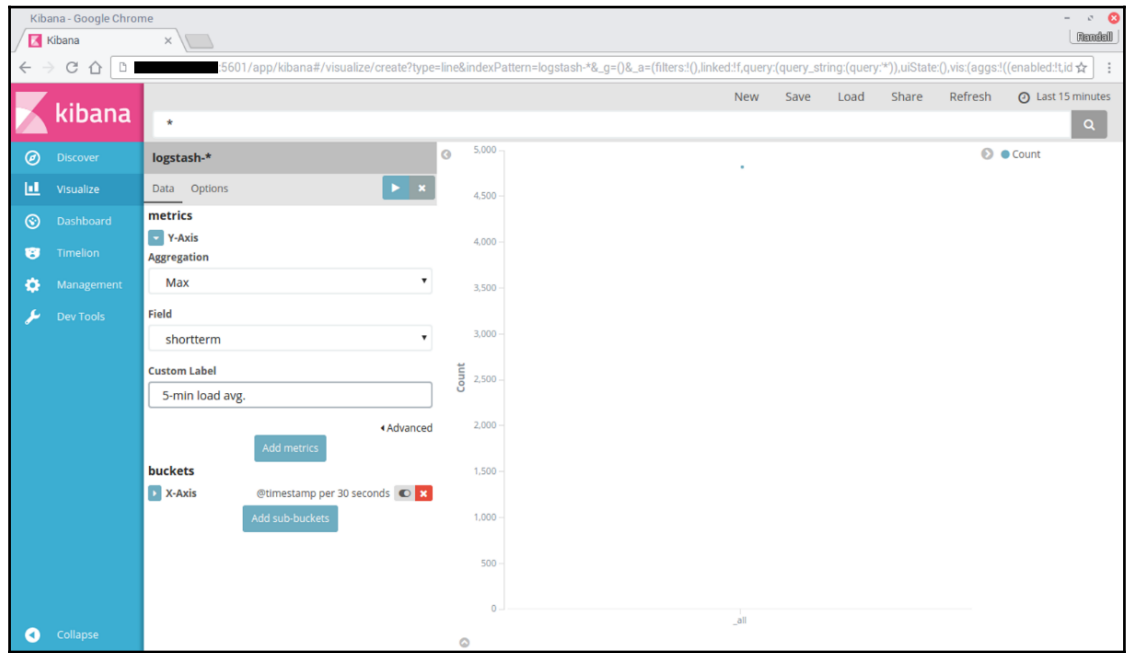 Kibana - Google Chrome
Kibana
Randall
:5601/app/kibana#/visualize/create?type=line&indexPattern=logstash-*&_g=()&_a=(filters:!(),linked:!f,query:(query_string:(query:'*')),uiState:(),vis:(aggs:!((enabled:!t,id
kibana
New Save Load Share Refresh Last 15 minutes
*
Discover
Visualize
Dashboard
Timelion
Management
Dev Tools
Collapse
logstash-*
Data Options
metrics
Y-Axis
Aggregation
Max
Field
shortterm
Custom Label
5-min load avg.
Advanced
Add metrics
buckets
X-Axis @timestamp per 30 seconds
Add sub-buckets
Count
5,000
4,500
4,000
3,500
3,000
2,500
2,000
1,500
1,000
500
0
Count
_all